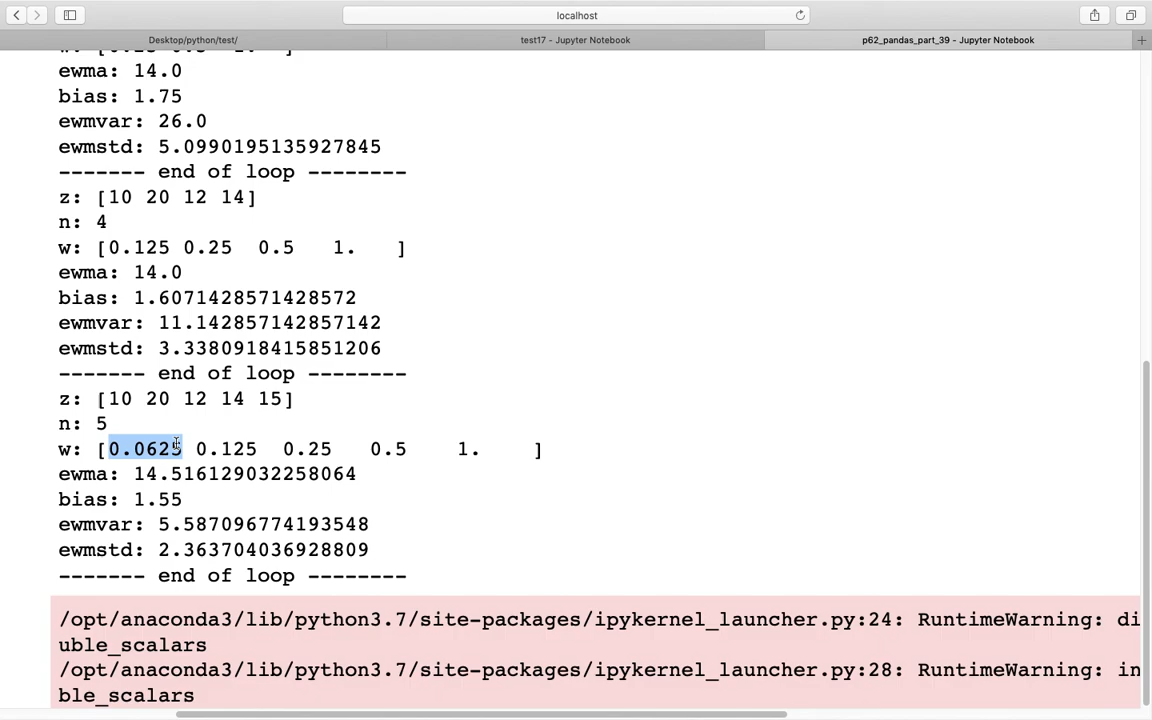 localhost
Desktop/python/test/
test17 - Jupyter Notebook
p62_pandas_part_39 - Jupyter Notebook
ewma: 14.0
bias: 1.75
ewmvar: 26.0
ewmstd: 5.0990195135927845
------- end of loop --------
z: [10 20 12 14]
n: 4
w: [0.125 0.25  0.5   1.   ]
ewma: 14.0
bias: 1.6071428571428572
ewmvar: 11.142857142857142
ewmstd: 3.3380918415851206
------- end of loop --------
z: [10 20 12 14 15]
n: 5
w: [0.0625 0.125  0.25   0.5    1.    ]
ewma: 14.516129032258064
bias: 1.55
ewmvar: 5.587096774193548
ewmstd: 2.363704036928809
------- end of loop --------
/opt/anaconda3/lib/python3.7/site-packages/ipykernel_launcher.py:24: RuntimeWarning: di
uble_scalars
/opt/anaconda3/lib/python3.7/site-packages/ipykernel_launcher.py:28: RuntimeWarning: in
ble_scalars